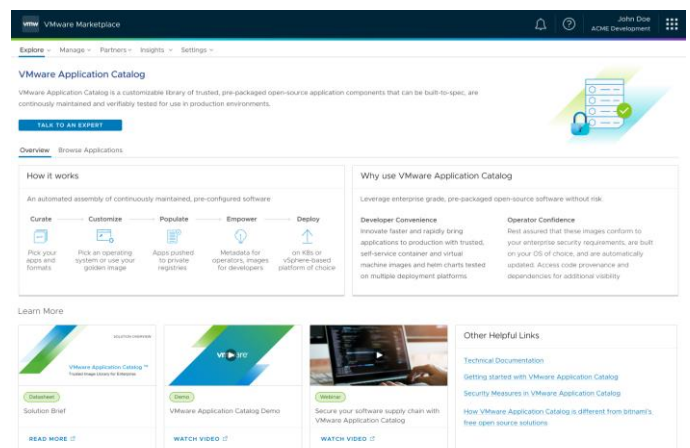 vmw VMware Marketplace
John Doe
ACME Development
Explore Manage Partners Insights Settings
VMware Application Catalog
VMware Application Catalog is a customizable library of trusted, pre-packaged open-source application components that can be built-to-spec, are
continously maintained and verifiably tested for use in production environments.
TALK TO AN EXPERT
Overview Browse Applications
How it works
An automated assembly of continuously maintained, pre-configured software
Curate Customize Populate Empower Deploy
Pick your Pick an operating Apps pushed Metadata for on K8s or
apps and system or use your to private operators, images vSphere-based
formats golden image registries for developers platform of choice
Why use VMware Application Catalog
Leverage enterprise grade, pre-packaged open-source software without risk
Developer Convenience
Innovate faster and rapidly bring
applications to production with trusted,
self-service container and virtual
machine images and helm charts tested
on multiple deployment platforms
Operator Confidence
Rest assured that these images conform to
your enterprise security requirements, are built
on your OS of choice, and are automatically
updated. Access code provenance and
dependencies for additional visibility
Learn More
SOLUTION OVERVIEW
VMware Application Catalog ™
Trusted Image Library for Enterprise
Datasheet
Solution Brief
READ MORE
Demo
VMware Application Catalog Demo
WATCH VIDEO
Webinar
Secure your software supply chain with
VMware Application Catalog
WATCH VIDEO
Other Helpful Links
Technical Documentation
Getting started with VMware Application Catalog
Security Measures in VMware Application Catalog
How VMware Application Catalog is different from bitnami's
free open source solutions